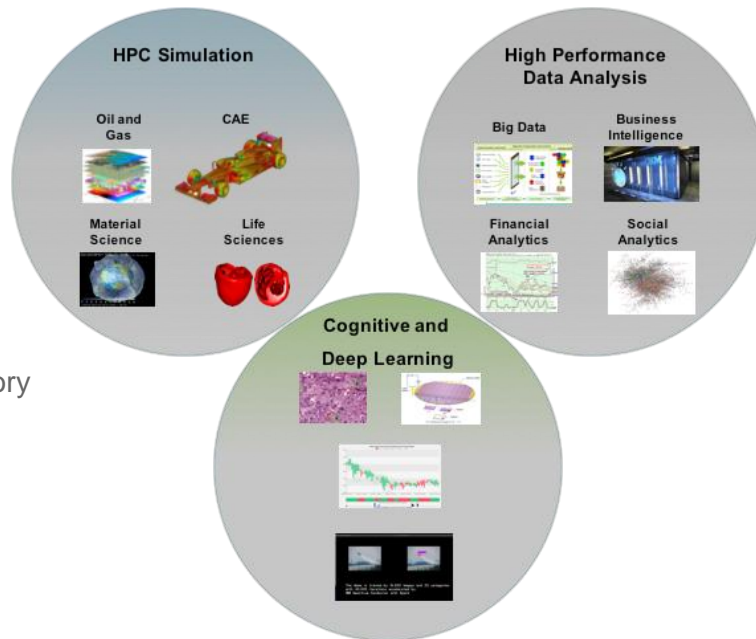 HPC Simulation
Oil and
Gas
CAE
Material
Science
Life
Sciences
High Performance
Data Analysis
Big Data
Business
Intelligence
Financial
Analytics
Social
Analytics
Cognitive and
Deep Learning